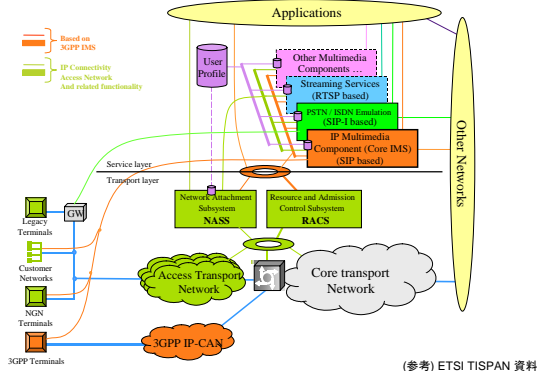 Applications
Based on
3GPP IMS
IP Connectivity
Access Network
And related functionality
User
Profile
Other Multimedia
Components …
Streaming Services
(RTSP based)
PSTN / ISDN Emulation
(SIP-I based)
IP Multimedia
Component (Core IMS)
(SIP based)
Other Networks
Service layer
Transport layer
Network Attachment
Subsystem
NASS
Resource and Admission
Control Subsystem
RACS
GW
Legacy
Terminals
Customer
Networks
NGN
Terminals
3GPP Terminals
Access Transport
Network
Core transport
Network
3GPP IP-CAN
(参考) ETSI TISPAN 資料